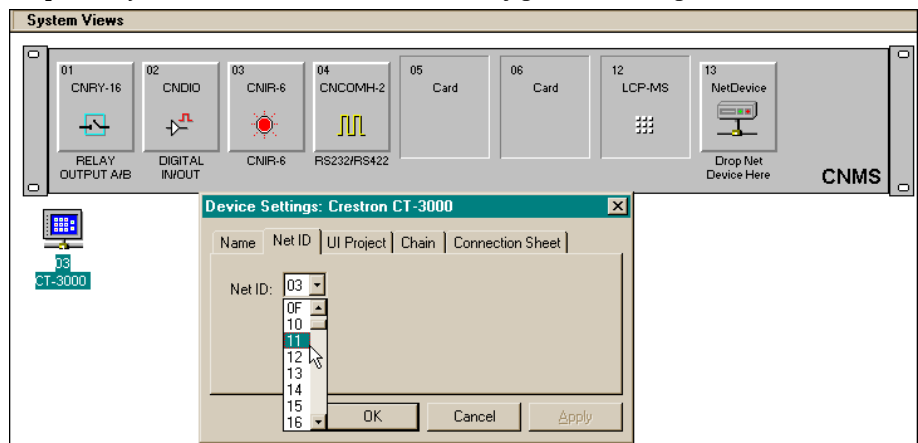 System Views
01
CNRY-16
RELAY
OUTPUT A/B
02
CNDIO
DIGITAL
IN/OUT
03
CNIR-6
CNIR-6
04
CNCOMH-2
RS232/RS422
05
Card
06
Card
12
LCP-MS
13
NetDevice
Drop Net
Device Here
CNMS
03
CT-3000
Device Settings: Crestron CT-3000
Name Net ID UI Project Chain Connection Sheet
Net ID: 03
0F
10
11
12
13
14
15
16
OK Cancel Apply